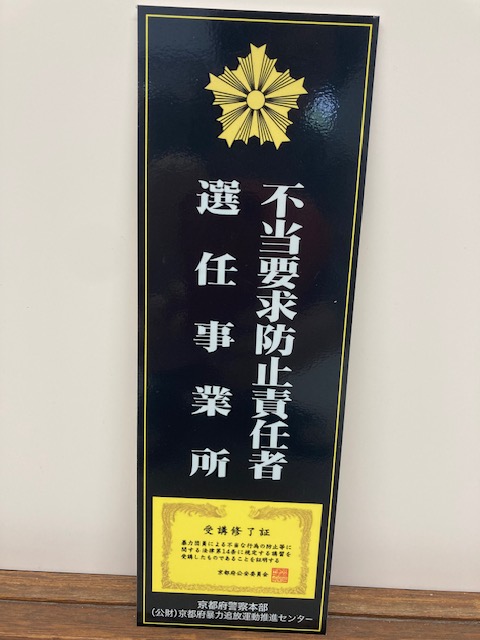 不当要求防止責任者
選任事業所
受講修了証
暴力団員による不当な行為の防止等に
関する法律第14条に規定する講習を
受講したものであることを証明する
京都府公安委員会
京都府警察本部
(公財)京都府暴力追放運動推進センター